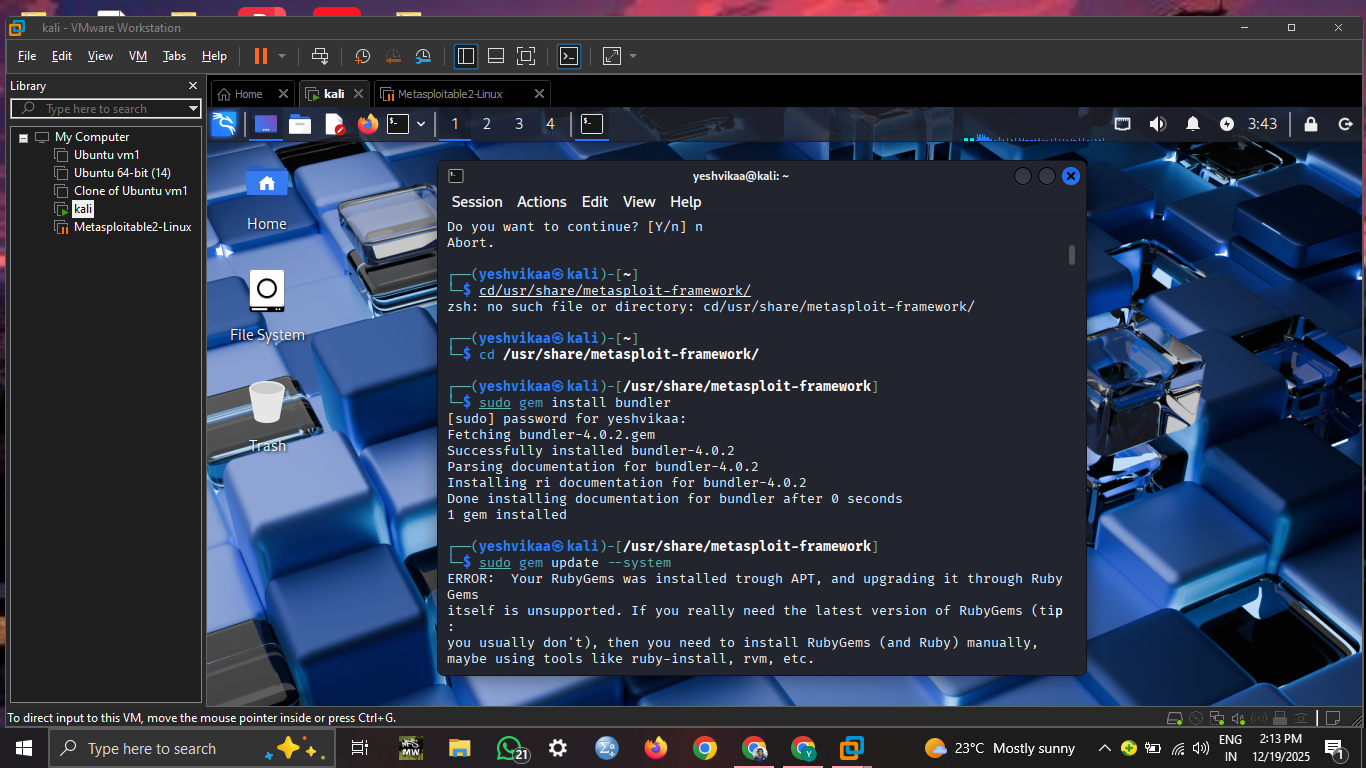 kali - VMware Workstation
File Edit View VM Tabs Help
Library
Type here to search
My Computer
Ubuntu vm1
Ubuntu 64-bit (14)
Clone of Ubuntu vm1
kali
Metasploitable2-Linux
Home kali Metasploitable2-Linux
1 2 3 4 3:43
Home
File System
Trash
yeshvikaa@kali: ~
Session Actions Edit View Help
Do you want to continue? [Y/n] n
Abort.
┌──(yeshvikaa㉿kali)-[~]
└─$ cd/usr/share/metasploit-framework/
zsh: no such file or directory: cd/usr/share/metasploit-framework/
┌──(yeshvikaa㉿kali)-[~]
└─$ cd /usr/share/metasploit-framework/
┌──(yeshvikaa㉿kali)-[/usr/share/metasploit-framework]
└─$ sudo gem install bundler
[sudo] password for yeshvikaa:
Fetching bundler-4.0.2.gem
Successfully installed bundler-4.0.2
Parsing documentation for bundler-4.0.2
Installing ri documentation for bundler-4.0.2
Done installing documentation for bundler after 0 seconds
1 gem installed
┌──(yeshvikaa㉿kali)-[/usr/share/metasploit-framework]
└─$ sudo gem update --system
ERROR:  Your RubyGems was installed trough APT, and upgrading it through Ruby
Gems
itself is unsupported. If you really need the latest version of RubyGems (tip
:
you usually don't), then you need to install RubyGems (and Ruby) manually,
maybe using tools like ruby-install, rvm, etc.
To direct input to this VM, move the mouse pointer inside or press Ctrl+G.
Type here to search
MW
21
23°C Mostly sunny
ENG
IN
2:13 PM
12/19/2025
1